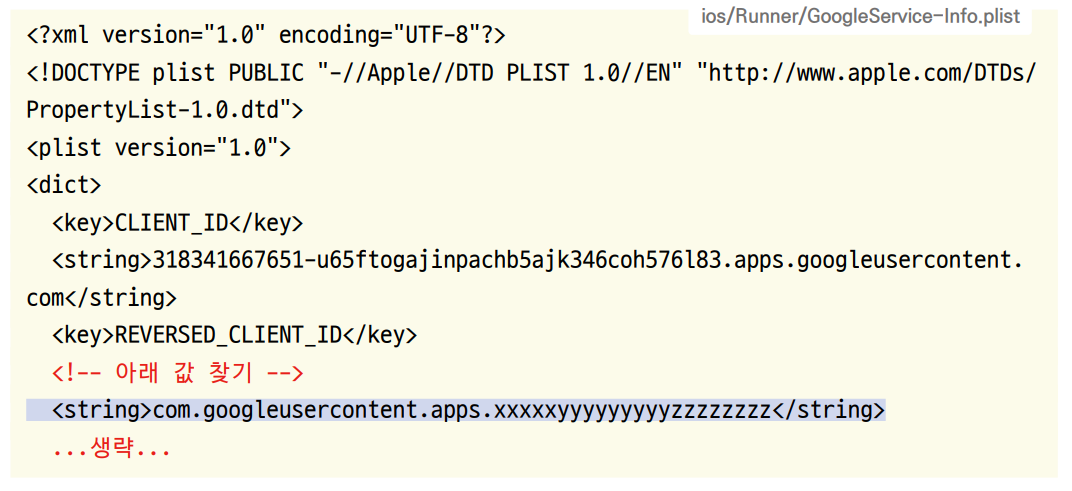 ios/Runner/GoogleService-Info.plist
<?xml version="1.0" encoding="UTF-8"?>
<!DOCTYPE plist PUBLIC "-//Apple//DTD PLIST 1.0//EN" "http://www.apple.com/DTDs/
PropertyList-1.0.dtd">
<plist version="1.0">
<dict>
  <key>CLIENT_ID</key>
  <string>318341667651-u65ftogajinpachb5ajk346coh576l83.apps.googleusercontent.
com</string>
  <key>REVERSED_CLIENT_ID</key>
  <!-- 아래 값 찾기 -->
  <string>com.googleusercontent.apps.xxxxxyyyyyyyyyzzzzzzzz</string>
  ...생략...